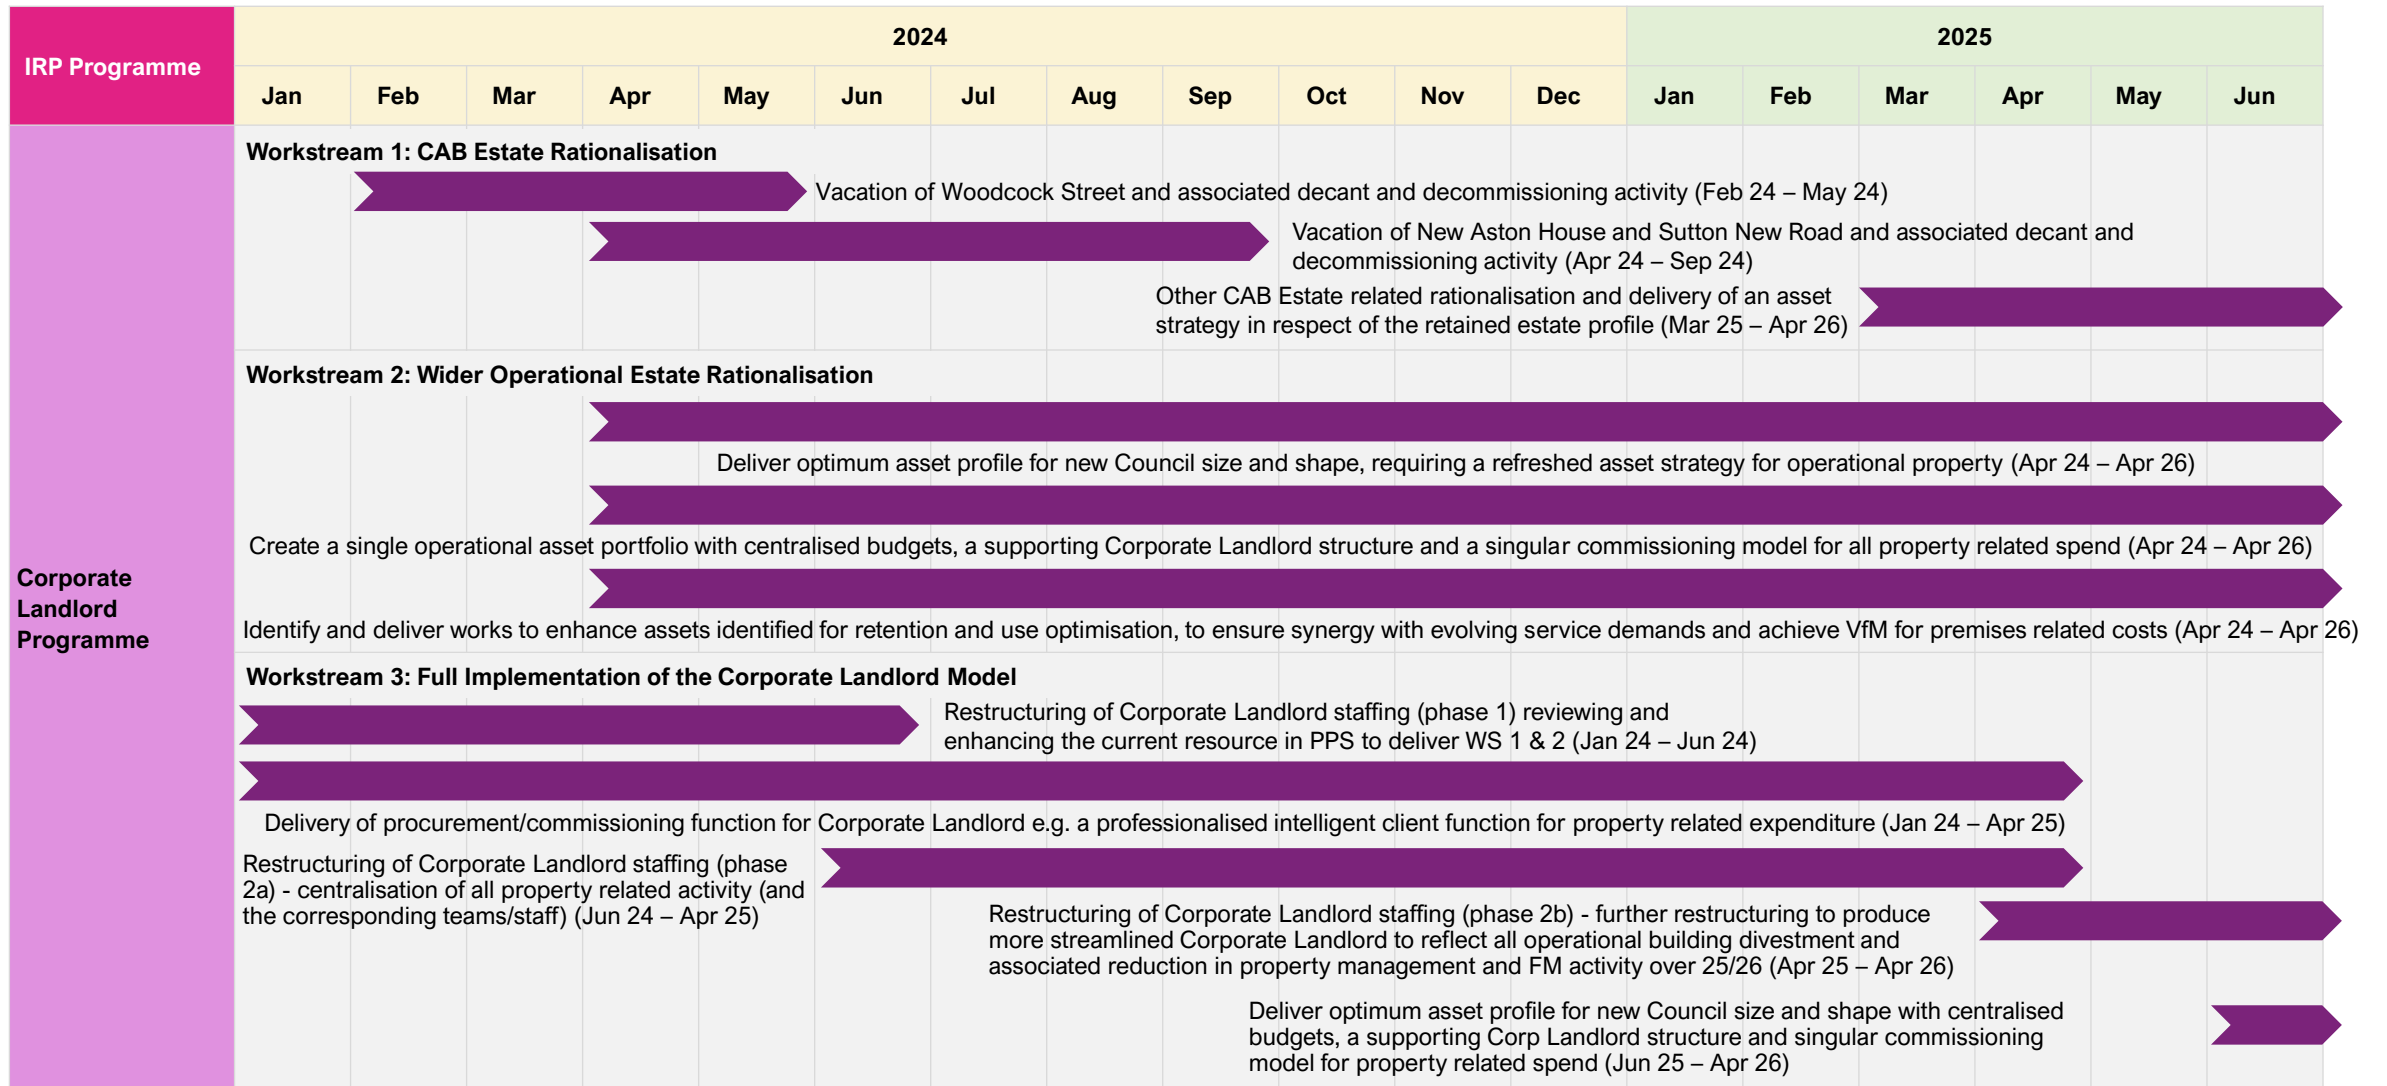 IRP Programme
2024
2025
Jan Feb Mar Apr May Jun Jul Aug Sep Oct Nov Dec Jan Feb Mar Apr May Jun
Corporate
Landlord
Programme
Workstream 1: CAB Estate Rationalisation
Vacation of Woodcock Street and associated decant and decommissioning activity (Feb 24 – May 24)
Vacation of New Aston House and Sutton New Road and associated decant and
decommissioning activity (Apr 24 – Sep 24)
Other CAB Estate related rationalisation and delivery of an asset
strategy in respect of the retained estate profile (Mar 25 – Apr 26)
Workstream 2: Wider Operational Estate Rationalisation
Deliver optimum asset profile for new Council size and shape, requiring a refreshed asset strategy for operational property (Apr 24 – Apr 26)
Create a single operational asset portfolio with centralised budgets, a supporting Corporate Landlord structure and a singular commissioning model for all property related spend (Apr 24 – Apr 26)
Identify and deliver works to enhance assets identified for retention and use optimisation, to ensure synergy with evolving service demands and achieve VfM for premises related costs (Apr 24 – Apr 26)
Workstream 3: Full Implementation of the Corporate Landlord Model
Restructuring of Corporate Landlord staffing (phase 1) reviewing and
enhancing the current resource in PPS to deliver WS 1 & 2 (Jan 24 – Jun 24)
Delivery of procurement/commissioning function for Corporate Landlord e.g. a professionalised intelligent client function for property related expenditure (Jan 24 – Apr 25)
Restructuring of Corporate Landlord staffing (phase
2a) - centralisation of all property related activity (and
the corresponding teams/staff) (Jun 24 – Apr 25)
Restructuring of Corporate Landlord staffing (phase 2b) - further restructuring to produce
more streamlined Corporate Landlord to reflect all operational building divestment and
associated reduction in property management and FM activity over 25/26 (Apr 25 – Apr 26)
Deliver optimum asset profile for new Council size and shape with centralised
budgets, a supporting Corp Landlord structure and singular commissioning
model for property related spend (Jun 25 – Apr 26)